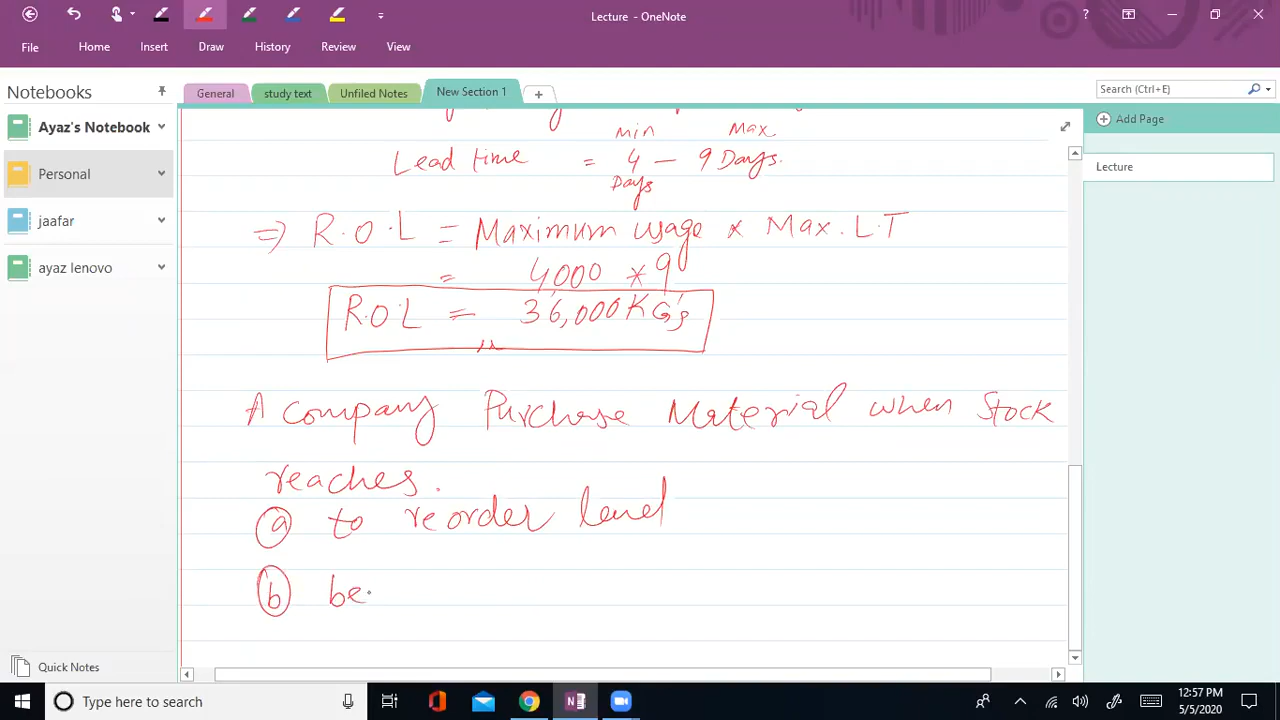 Lecture - OneNote
File
Home
Insert
Draw
History
Review
View
?
Notebooks
General
study text
Unfiled Notes
New Section 1
Search (Ctrl+E)
Ayaz's Notebook
Personal
jaafar
ayaz lenovo
Add Page
Lecture
min Max
Lead time = 4 – 9 Days.
Days
⇒ R.O.L = Maximum usage × Max. L.T
= 4000 * 9
R.O.L = 36,000 KG's
A company Purchase Material when Stock
reaches.
(a) to reorder level
(b) be
Quick Notes
Type here to search
12:57 PM
5/5/2020